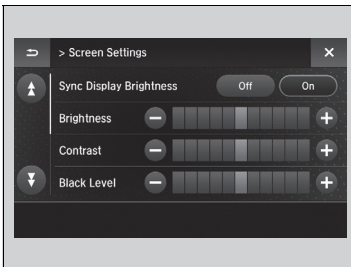 > Screen Settings
Sync Display Brightness Off On
Brightness
Contrast
Black Level